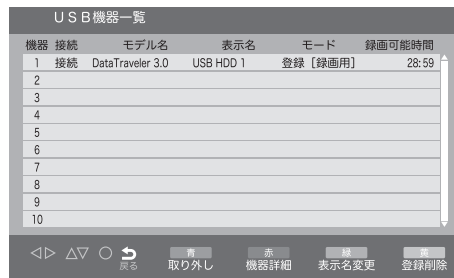 USB機器一覧
機器 接続 モデル名 表示名 モード 録画可能時間
1 接続 DataTraveler 3.0 USB HDD 1 登録［録画用］ 28:59
2
3
4
5
6
7
8
9
10
戻る 青 取り外し 赤 機器詳細 緑 表示名変更 黄 登録削除